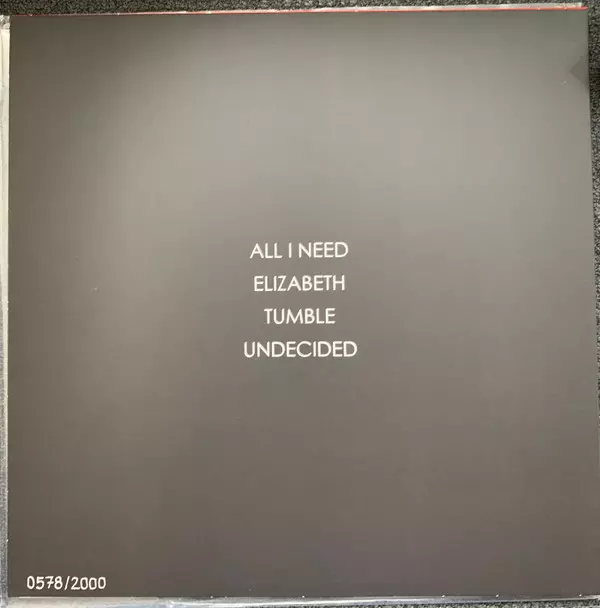 ALL I NEED
ELIZABETH
TUMBLE
UNDECIDED
0578/2000